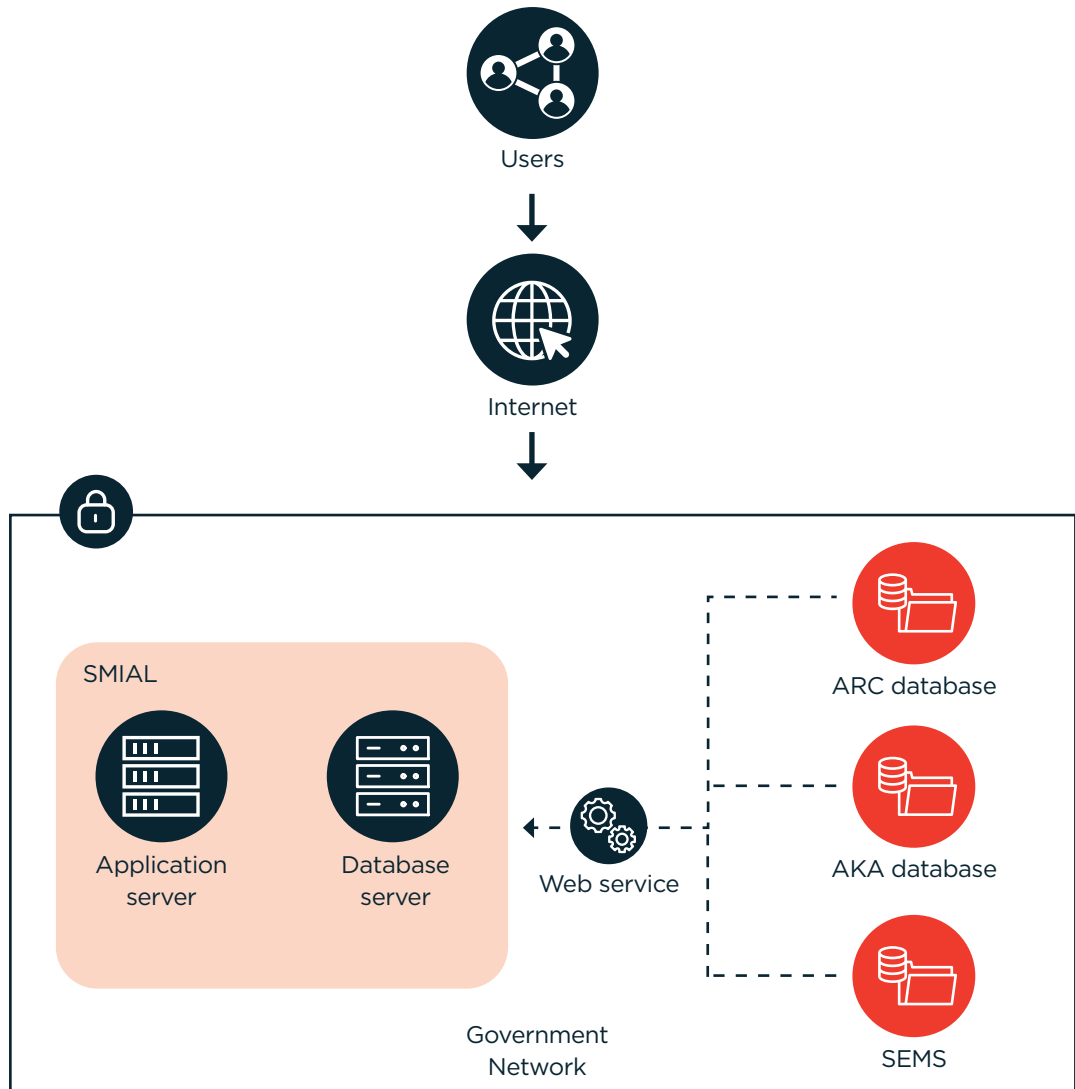 Users
Internet
SMIAL
Application
server
Database
server
Web service
ARC database
AKA database
SEMS
Government
Network